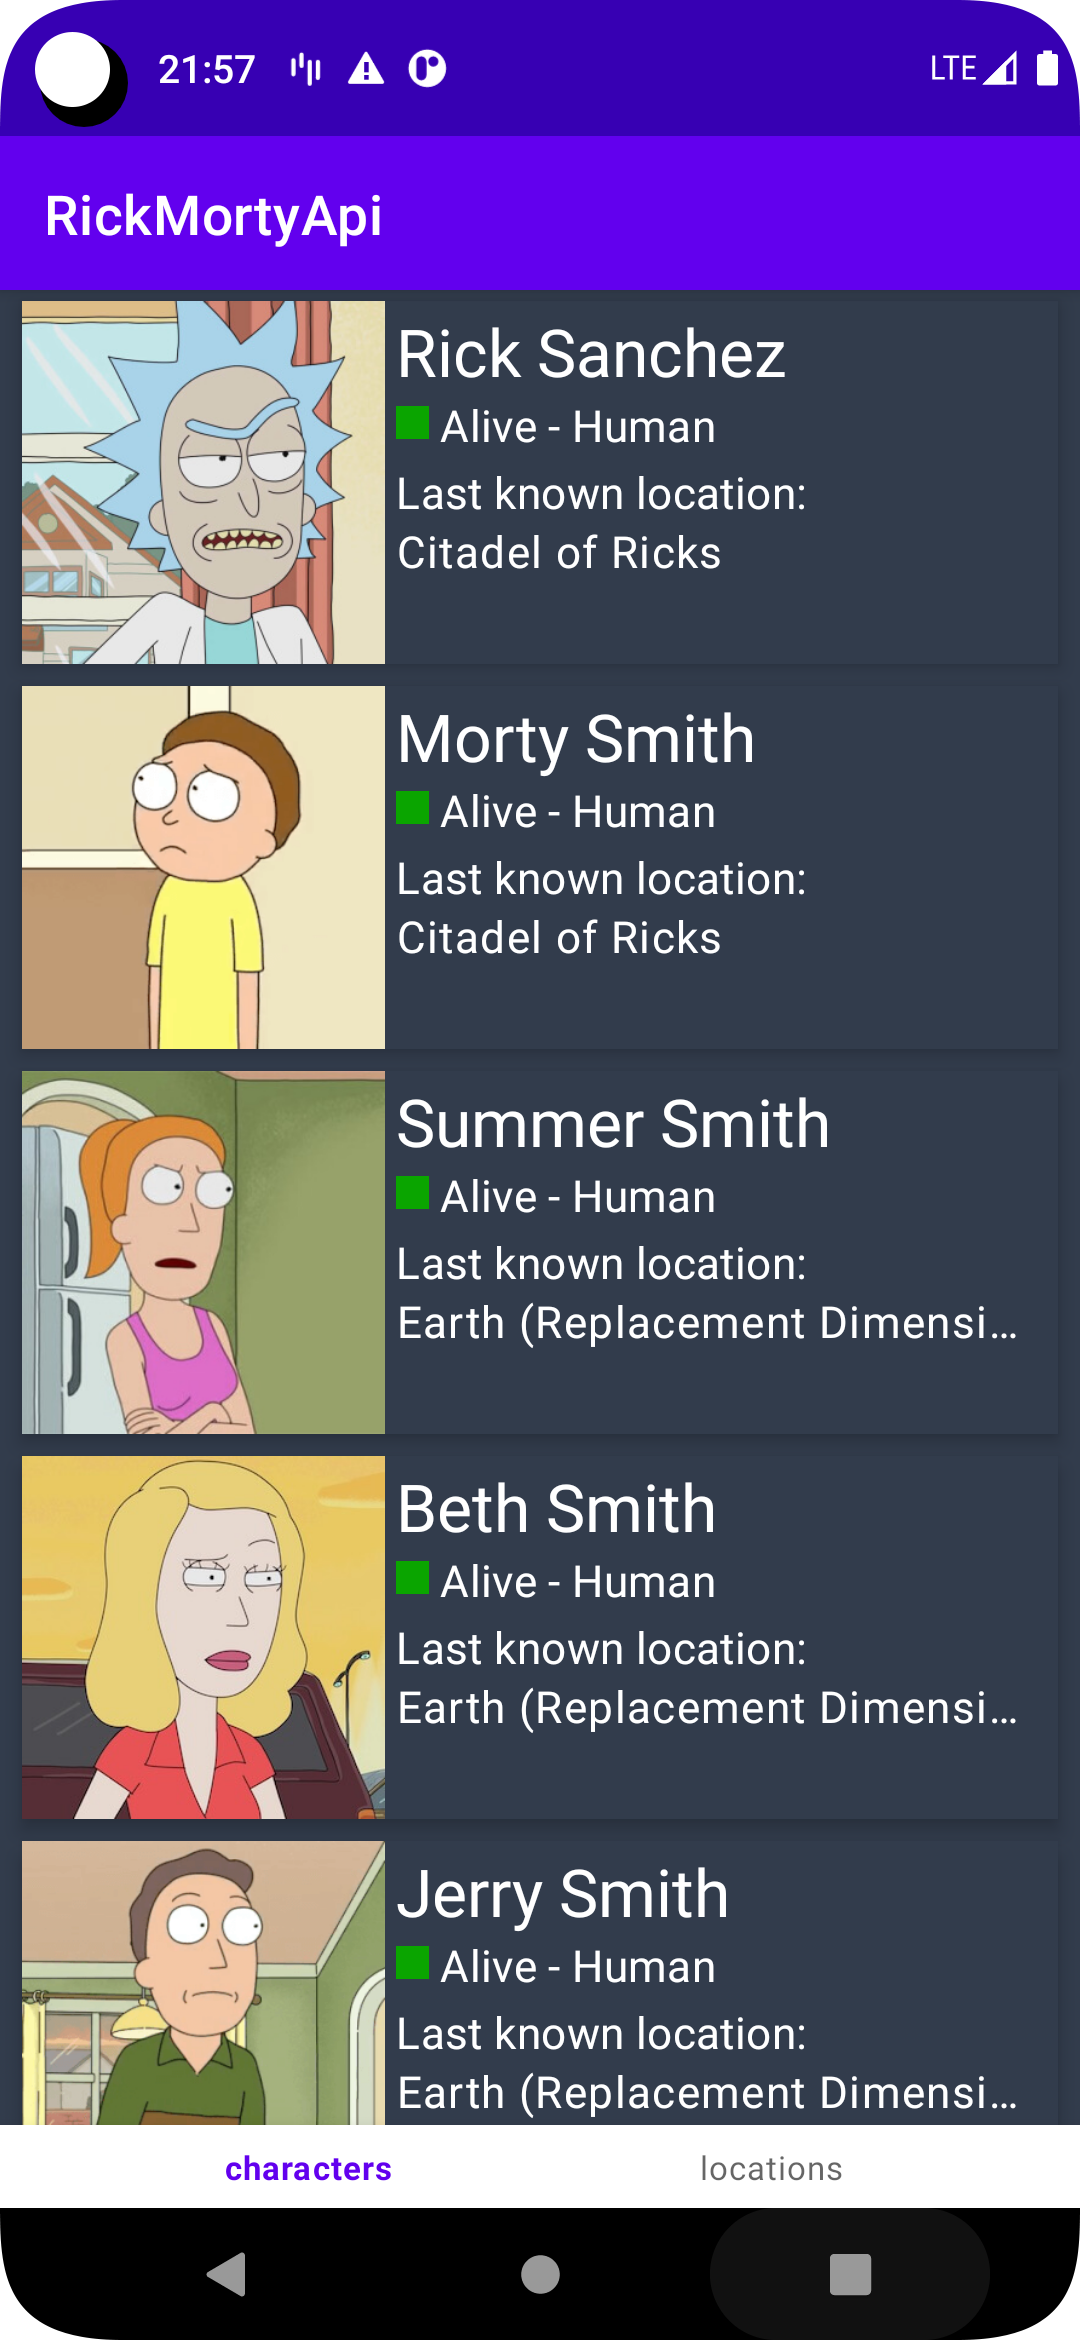 21:57
LTE
RickMortyApi
Rick Sanchez
Alive - Human
Last known location:
Citadel of Ricks
Morty Smith
Alive - Human
Last known location:
Citadel of Ricks
Summer Smith
Alive - Human
Last known location:
Earth (Replacement Dimensi…
Beth Smith
Alive - Human
Last known location:
Earth (Replacement Dimensi…
Jerry Smith
Alive - Human
Last known location:
Earth (Replacement Dimensi…
characters
locations